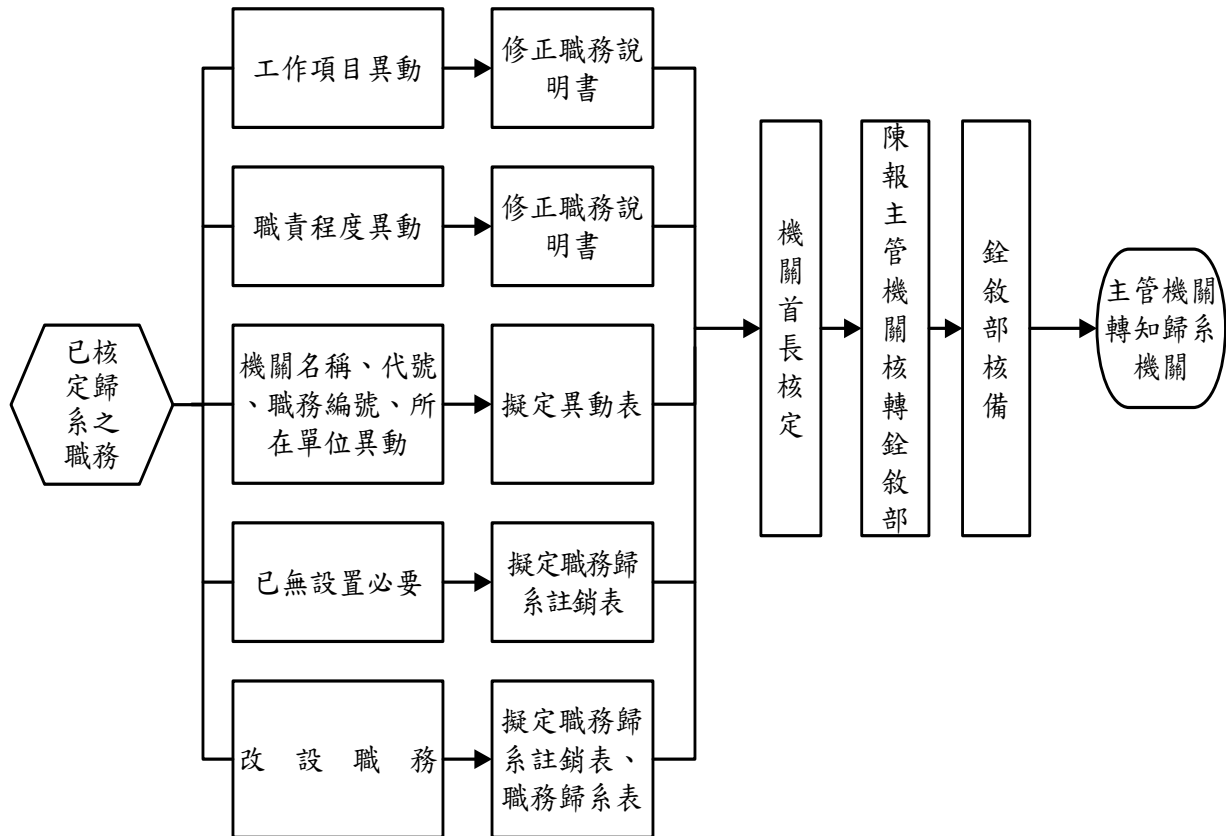 已核
定歸
系之
職務
工作項目異動
修正職務說
明書
職責程度異動
修正職務說
明書
機關名稱、代號
、職務編號、所
在單位異動
擬定異動表
已無設置必要
擬定職務歸
系註銷表
改設職務
擬定職務歸
系註銷表、
職務歸系表
機關首長核定
陳報主管機關核轉銓敘部
銓敘部核備
主管機關
轉知歸系
機關